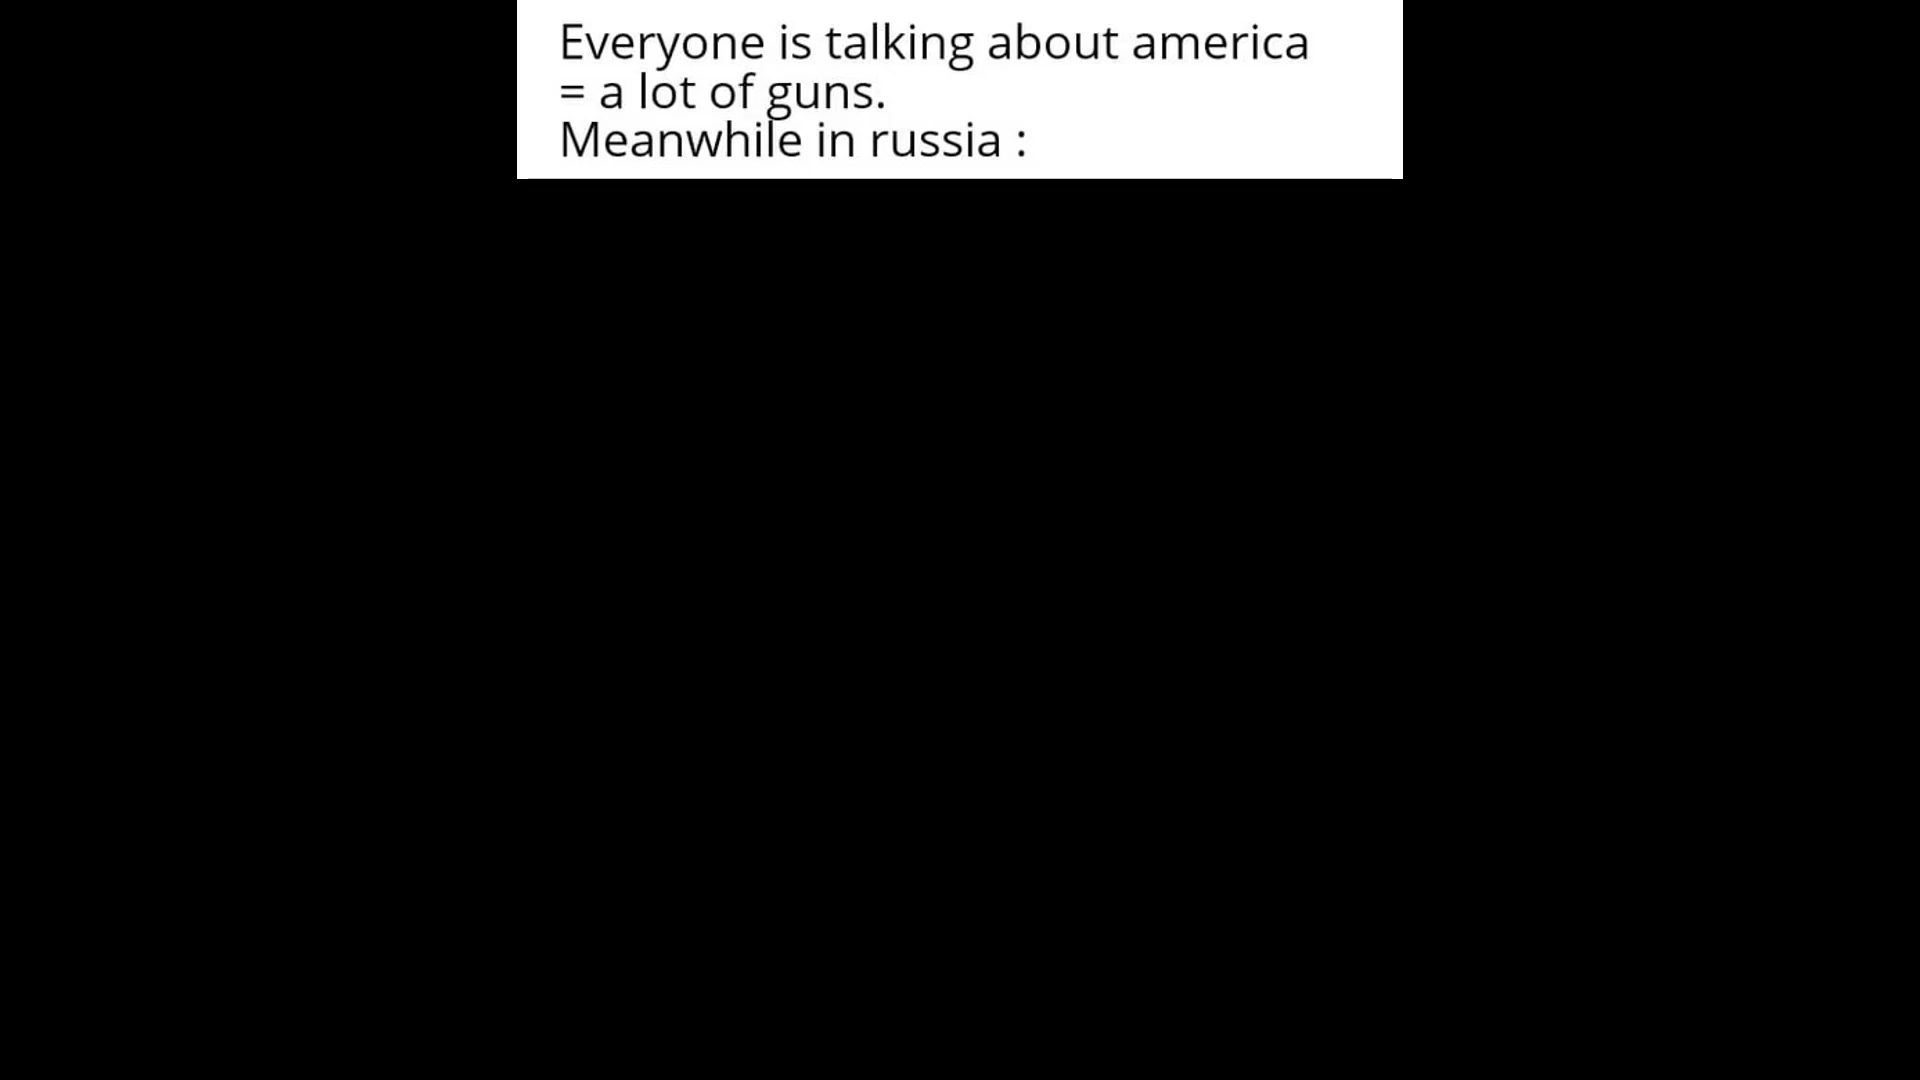 Everyone is talking about america
= a lot of guns.
Meanwhile in russia :